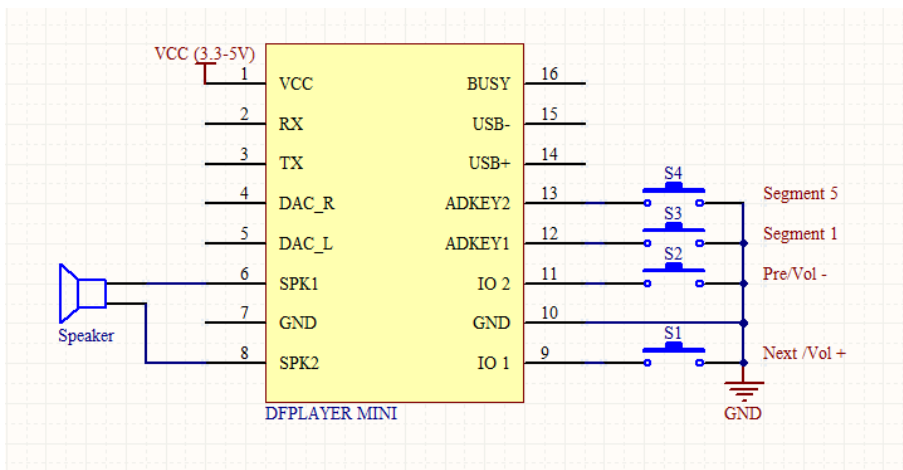 VCC (3.3-5V)
1 VCC BUSY 16
2 RX USB- 15
3 TX USB+ 14
S4
4 DAC_R ADKEY2 13 Segment 5
S3
5 DAC_L ADKEY1 12 Segment 1
S2
6 SPK1 IO 2 11 Pre/Vol -
7 GND GND 10
Speaker
S1
8 SPK2 IO 1 9 Next /Vol +
DFPLAYER MINI GND